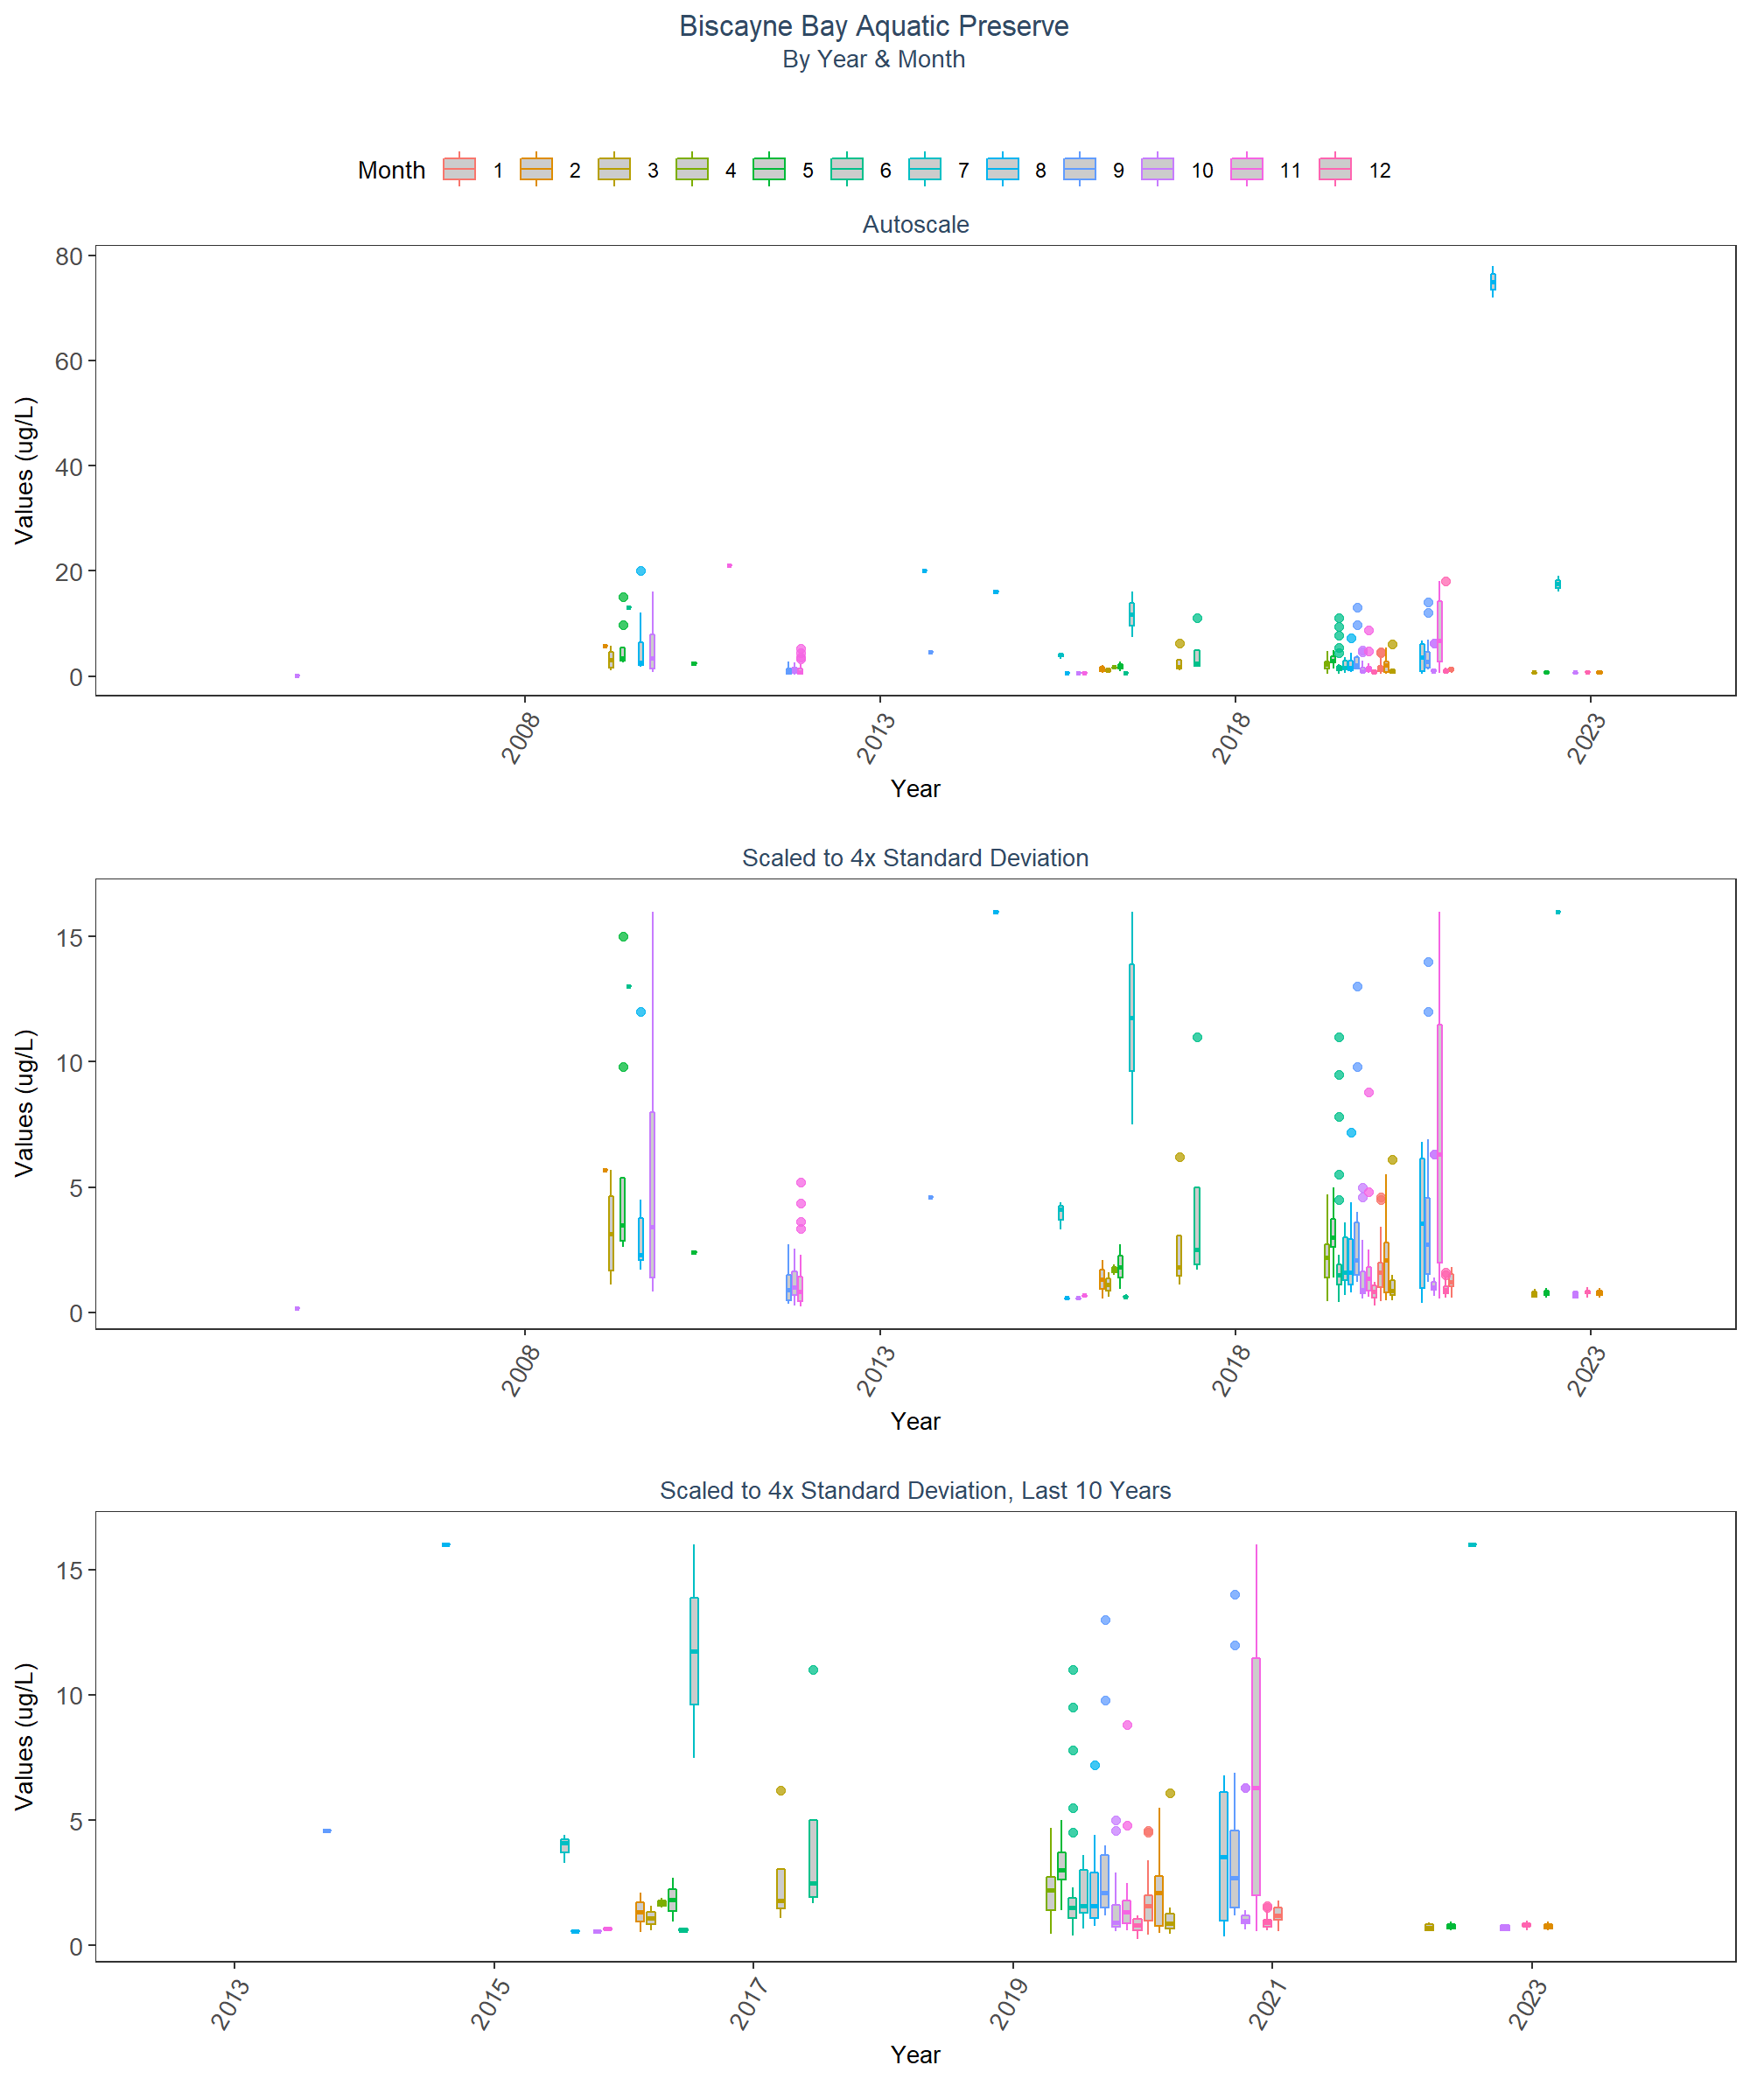 Biscayne Bay Aquatic Preserve
By Year & Month
Month 1 2 3 4 5 6 7 8 9 10 11 12
Autoscale
80
60
40
20
0
Values (ug/L)
2008 2013 2018 2023
Year
Scaled to 4x Standard Deviation
15
10
5
0
Values (ug/L)
2008 2013 2018 2023
Year
Scaled to 4x Standard Deviation, Last 10 Years
15
10
5
0
Values (ug/L)
2013 2015 2017 2019 2021 2023
Year